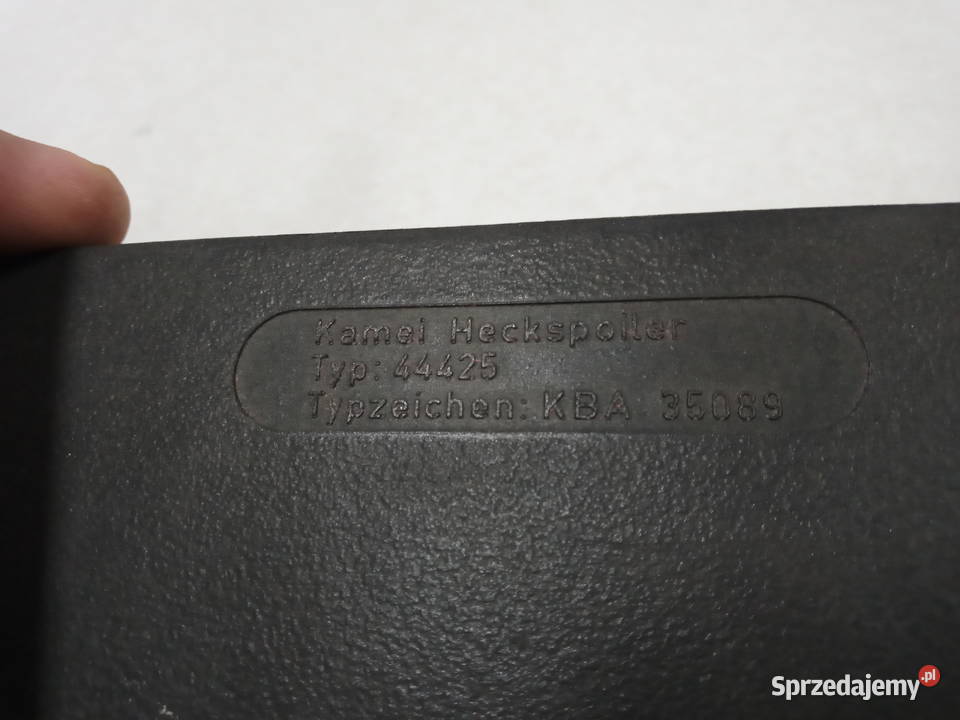 Kamei Heckspoiler
Typ: 44425
Typzeichen: KBA 35089
Sprzedajemy.pl